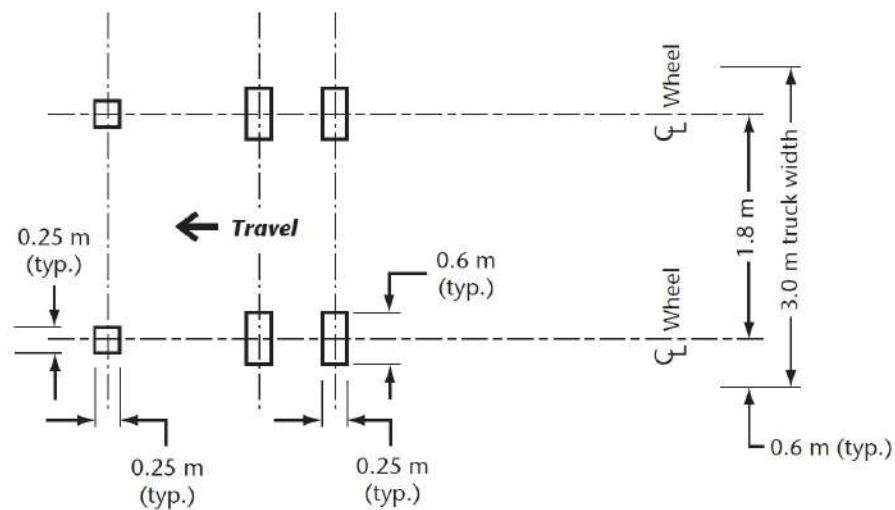 Wheel
℄
1.8 m
3.0 m truck width
Travel
0.25 m
(typ.)
0.6 m
(typ.)
Wheel
℄
0.6 m (typ.)
0.25 m
(typ.)
0.25 m
(typ.)